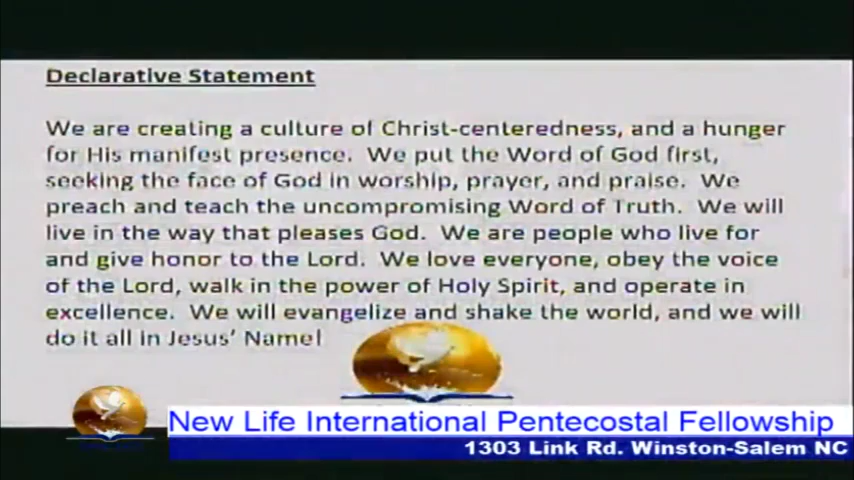 Declarative Statement
We are creating a culture of Christ-centeredness, and a hunger
for His manifest presence. We put the Word of God first,
seeking the face of God in worship, prayer, and praise. We
preach and teach the uncompromising Word of Truth. We will
live in the way that pleases God. We are people who live for
and give honor to the Lord. We love everyone, obey the voice
of the Lord, walk in the power of Holy Spirit, and operate in
excellence. We will evangelize and shake the world, and we will
do it all in Jesus' Name!
New Life International Pentecostal Fellowship
1303 Link Rd. Winston-Salem NC